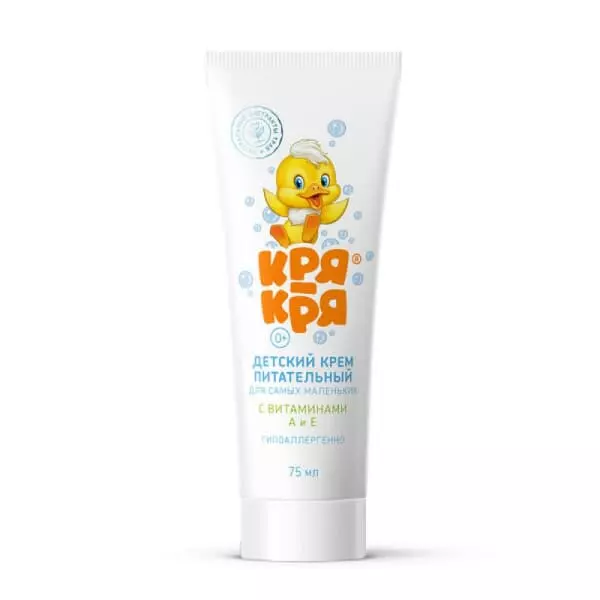 КРЯ®
КРЯ
0+
ДЕТСКИЙ КРЕМ
ПИТАТЕЛЬНЫЙ
ДЛЯ САМЫХ МАЛЕНЬКИХ
С ВИТАМИНАМИ
А и Е
ГИПОАЛЛЕРГЕННО
75 мл